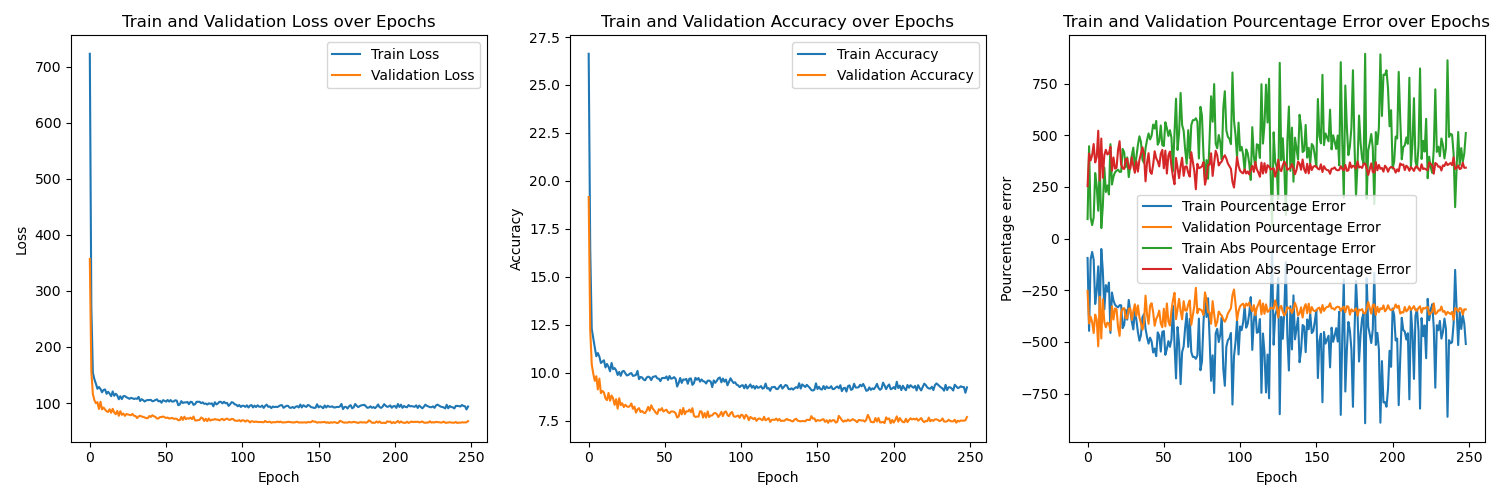 Train and Validation Loss over Epochs
Train Loss
Validation Loss
700
600
500
400
300
200
100
Loss
0
50
100
150
200
250
Epoch
Train and Validation Accuracy over Epochs
Train Accuracy
Validation Accuracy
27.5
25.0
22.5
20.0
17.5
15.0
12.5
10.0
7.5
Accuracy
0
50
100
150
200
250
Epoch
Train and Validation Pourcentage Error over Epochs
Train Pourcentage Error
Validation Pourcentage Error
Train Abs Pourcentage Error
Validation Abs Pourcentage Error
750
500
250
0
−250
−500
−750
Pourcentage error
0
50
100
150
200
250
Epoch